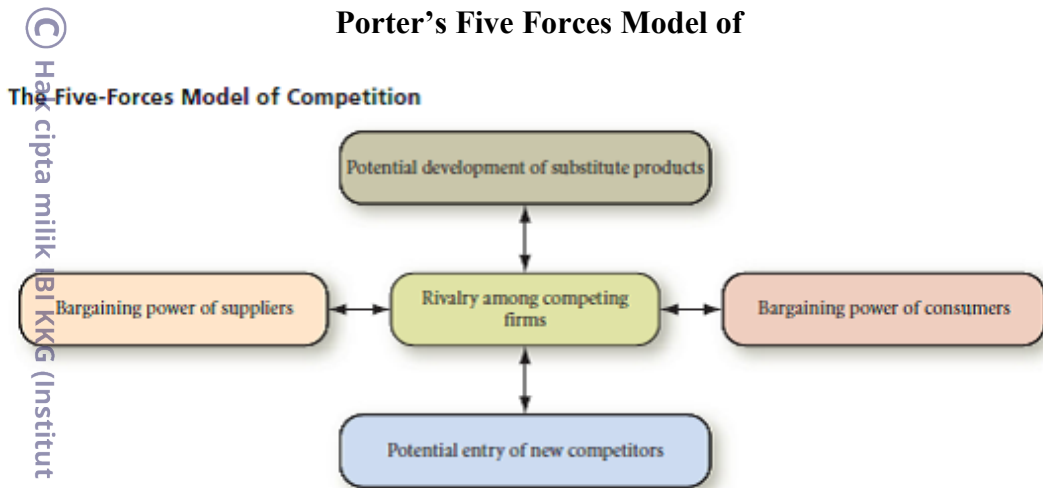 Porter’s Five Forces Model of
The Five-Forces Model of Competition
Potential development of substitute products
Bargaining power of suppliers
Rivalry among competing
firms
Bargaining power of consumers
Potential entry of new competitors
© Hak cipta milik IBI KKG (Institut